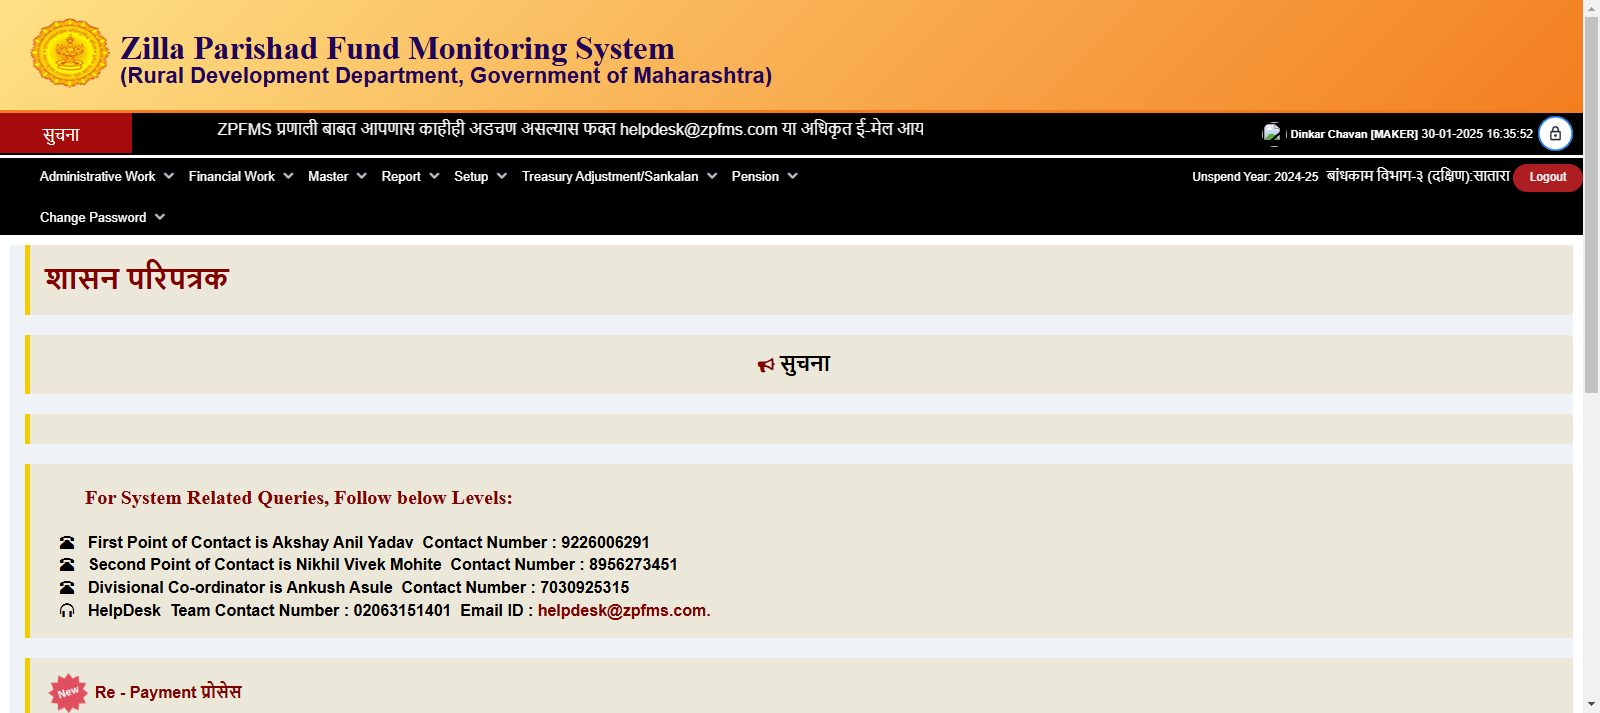 Zilla Parishad Fund Monitoring System
(Rural Development Department, Government of Maharashtra)
सुचना
ZPFMS प्रणाली बाबत आपणास काहीही अडचण असल्यास फक्त helpdesk@zpfms.com या अधिकृत ई-मेल आय
Dinkar Chavan [MAKER] 30-01-2025 16:35:52
Administrative Work Financial Work Master Report Setup Treasury Adjustment/Sankalan Pension
Unspend Year: 2024-25 बांधकाम विभाग-३ (दक्षिण):सातारा Logout
Change Password
शासन परिपत्रक
सुचना
For System Related Queries, Follow below Levels:
First Point of Contact is Akshay Anil Yadav Contact Number : 9226006291
Second Point of Contact is Nikhil Vivek Mohite Contact Number : 8956273451
Divisional Co-ordinator is Ankush Asule Contact Number : 7030925315
HelpDesk Team Contact Number : 02063151401 Email ID : helpdesk@zpfms.com.
New Re - Payment प्रोसेस